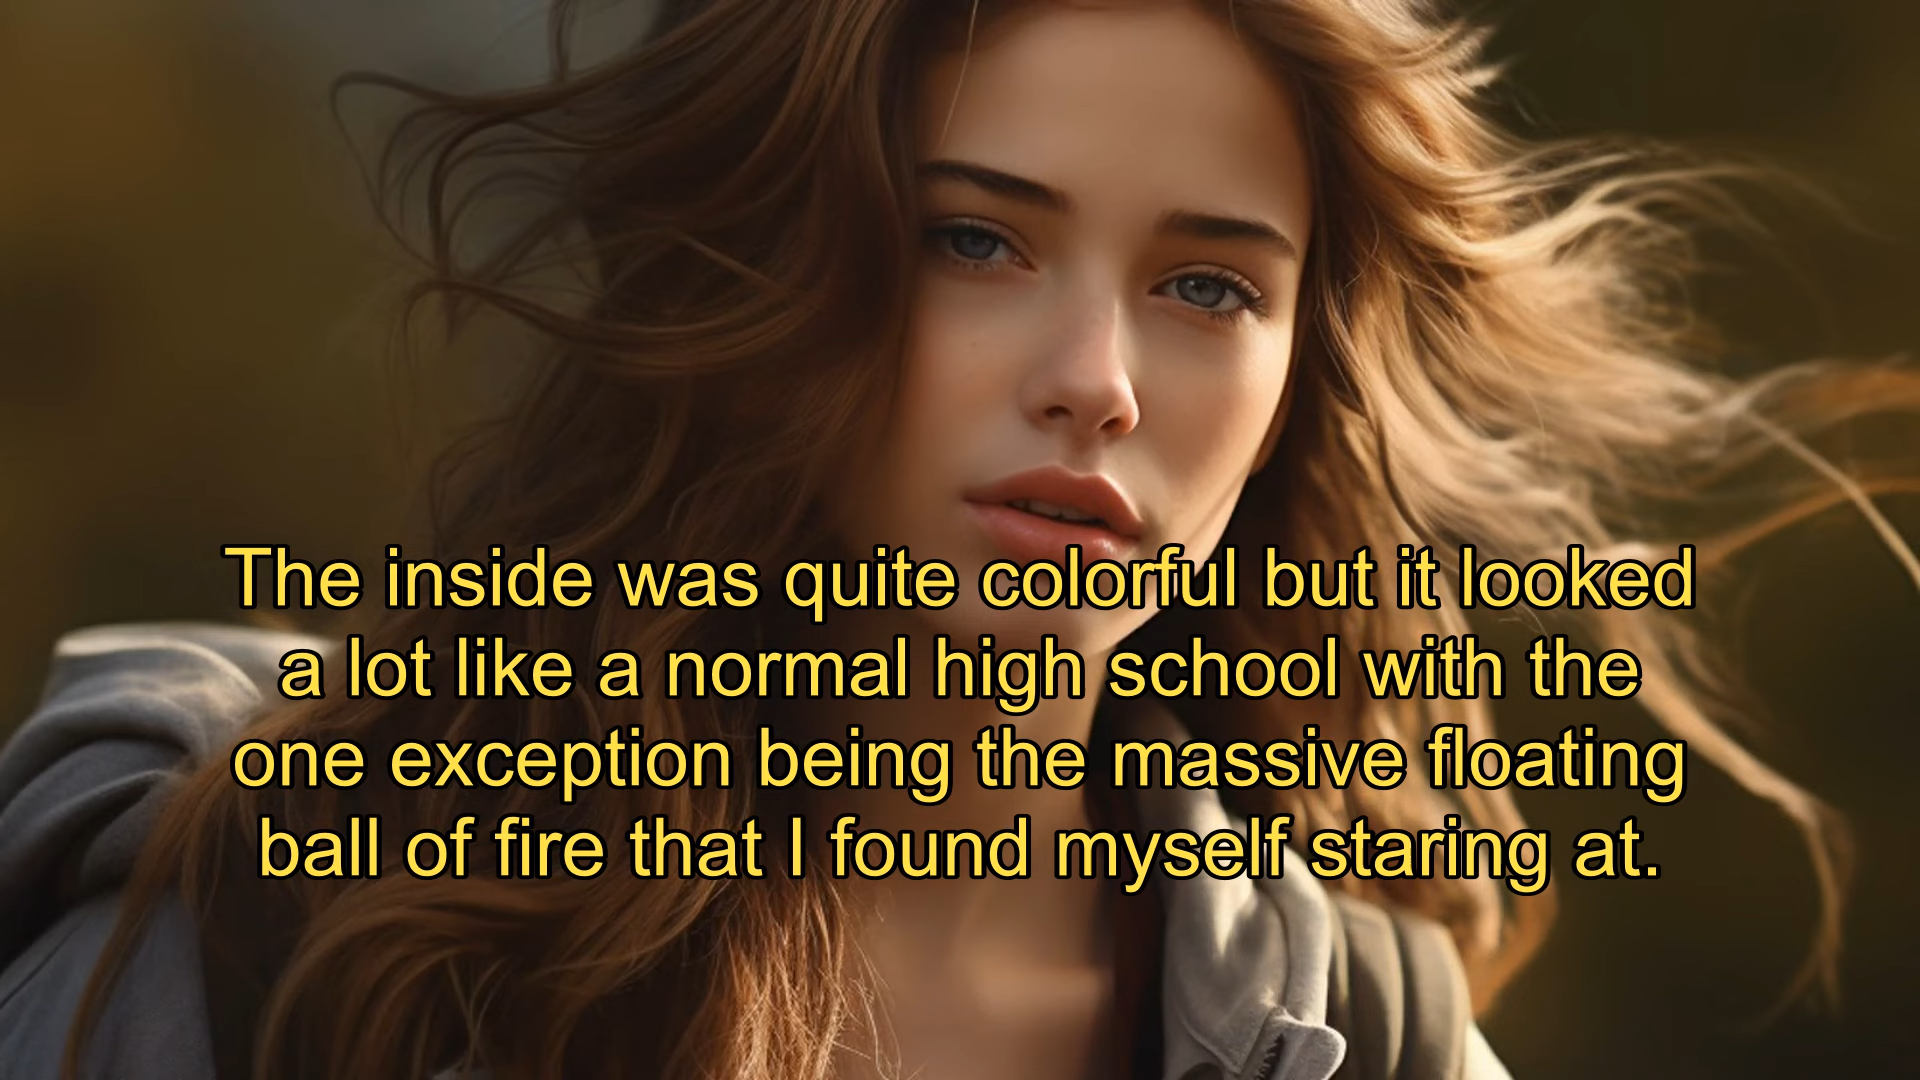 The inside was quite colorful but it looked
a lot like a normal high school with the
one exception being the massive floating
ball of fire that I found myself staring at.